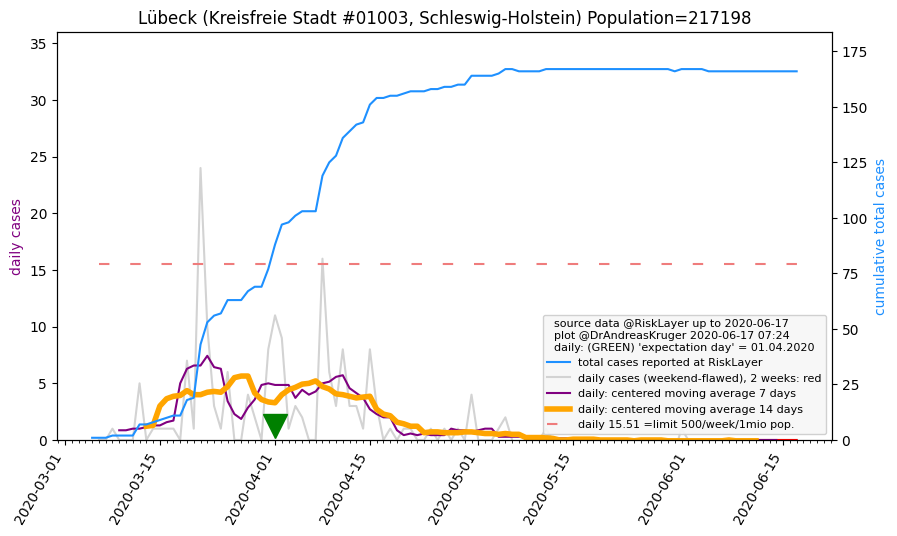 Lübeck (Kreisfreie Stadt #01003, Schleswig-Holstein) Population=217198
daily cases
35
30
25
20
15
10
5
0
175
150
125
100
75
50
25
0
cumulative total cases
source data @RiskLayer up to 2020-06-17
plot @DrAndreasKruger 2020-06-17 07:24
daily: (GREEN) 'expectation day' = 01.04.2020
total cases reported at RiskLayer
daily cases (weekend-flawed), 2 weeks: red
daily: centered moving average 7 days
daily: centered moving average 14 days
daily 15.51 =limit 500/week/1mio pop.
2020-03-01
2020-03-15
2020-04-01
2020-04-15
2020-05-01
2020-05-15
2020-06-01
2020-06-15